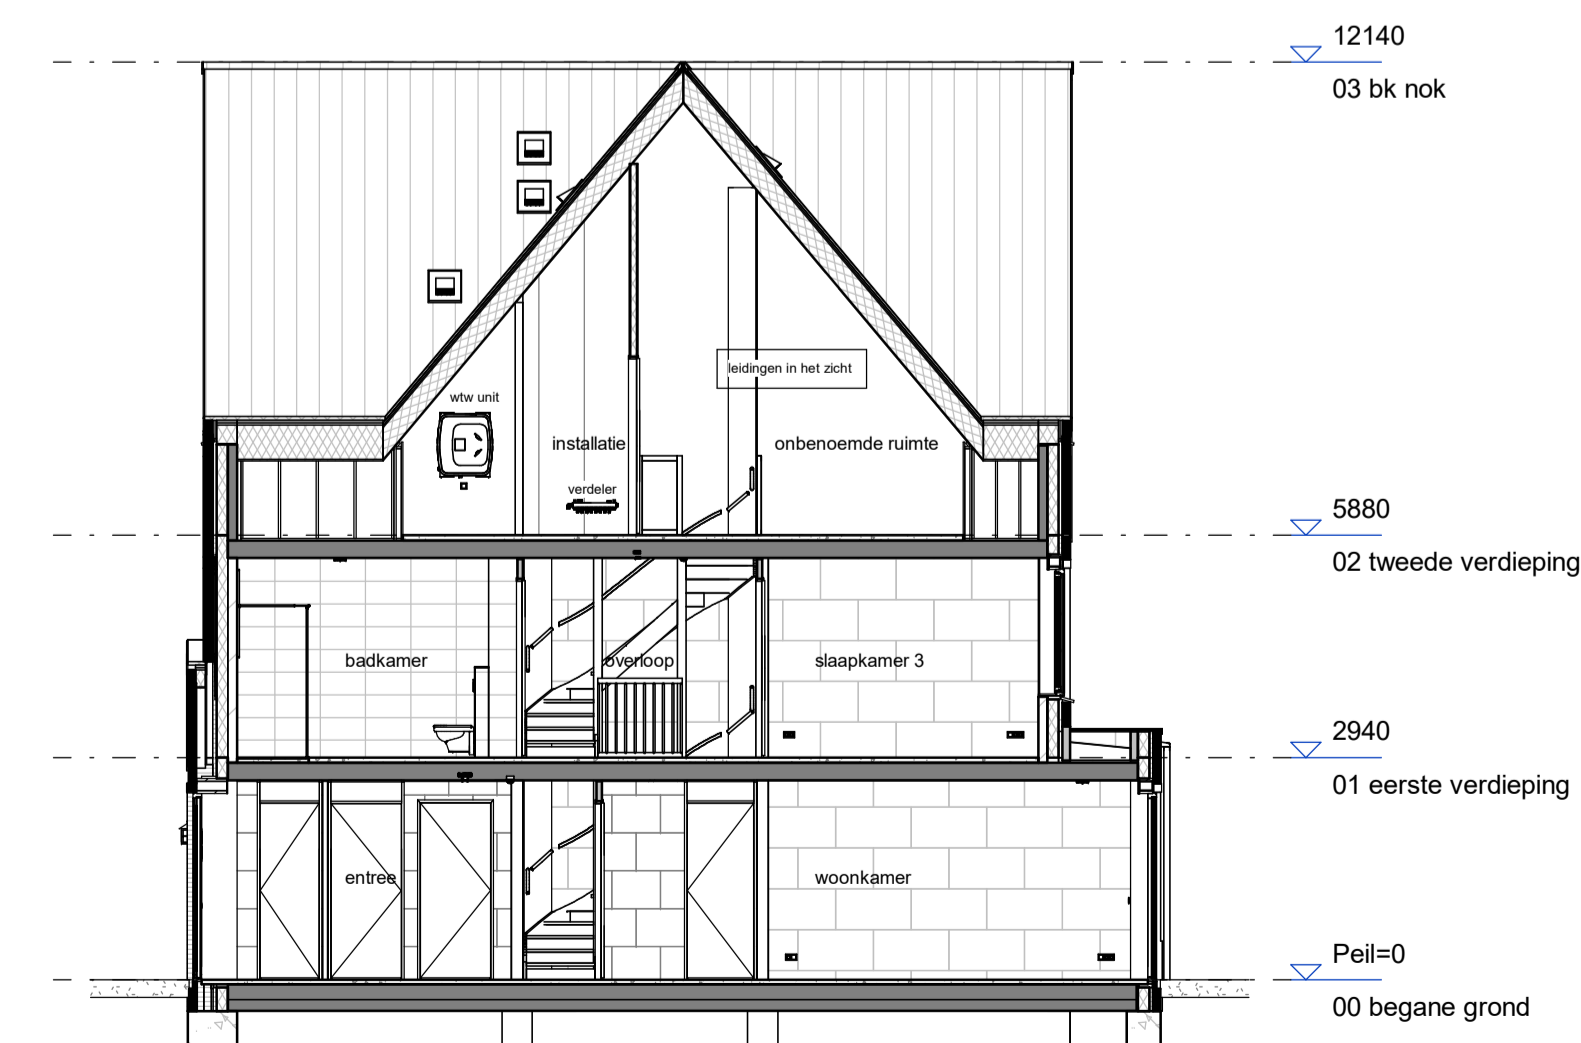 12140
03 bk nok
leidingen in het zicht
wtw unit
installatie
onbenoemde ruimte
verdeler
5880
02 tweede verdieping
badkamer
overloop
slaapkamer 3
2940
01 eerste verdieping
entree
woonkamer
Peil=0
00 begane grond